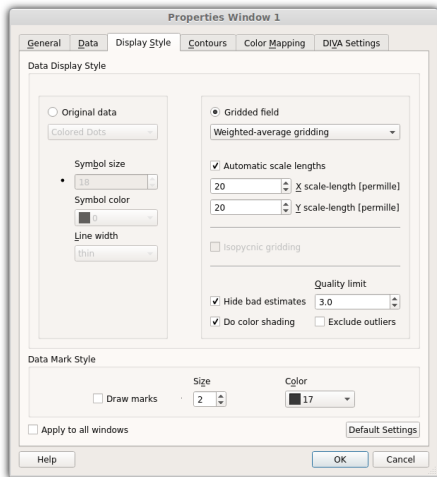 Properties Window 1
General Data Display Style Contours Color Mapping DIVA Settings
Data Display Style
Original data
Colored Dots
Symbol size
18
Symbol color
0
Line width
thin
Gridded field
Weighted-average gridding
Automatic scale lengths
20 X scale-length [permille]
20 Y scale-length [permille]
Isopycnic gridding
Quality limit
Hide bad estimates 3.0
Do color shading Exclude outliers
Data Mark Style
Size Color
Draw marks 2 17
Apply to all windows Default Settings
Help OK Cancel